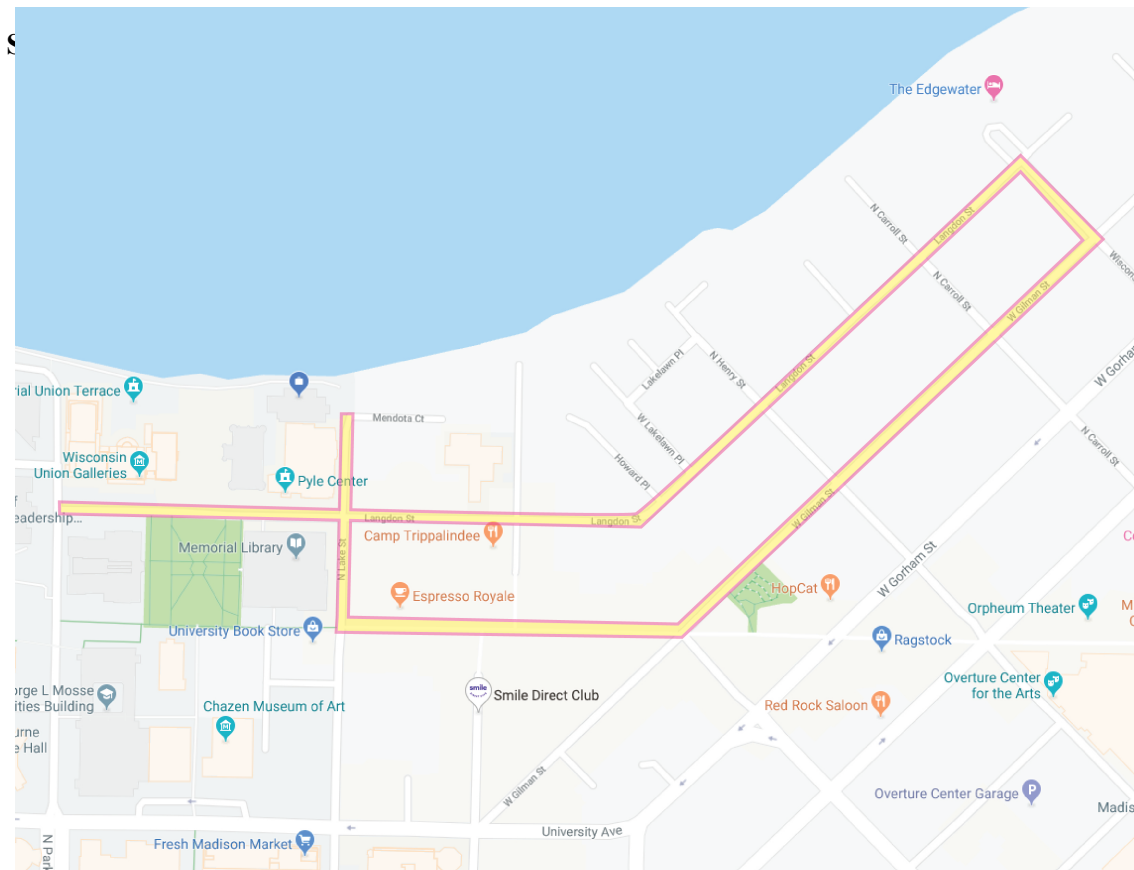 S
The Edgewater
N Carroll St
Langdon St
Wiscon
N Carroll St
W Gilman St
Langdon St
Lakelawn Pl
N Henry St
W Gorha
rial Union Terrace
Mendota Ct
W Lakelawn Pl
N Carroll St
Wisconsin
Union Galleries
Howard Pl
Pyle Center
of
eadership...
Langdon St
Langdon St
W Gilman St
Camp Trippalindee
Memorial Library
N Lake St
W Gorham St
Espresso Royale
HopCat
Orpheum Theater
University Book Store
Ragstock
orge L Mosse
ities Building
smile
Smile Direct Club
Overture Center
for the Arts
Chazen Museum of Art
Red Rock Saloon
urne
e Hall
W Gilman St
Overture Center Garage
P
Madis
University Ave
N Park
Fresh Madison Market